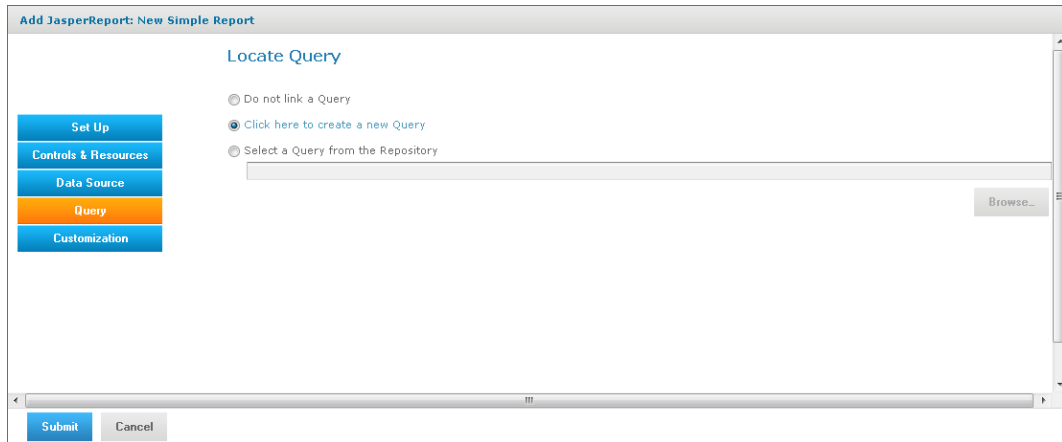 Add JasperReport: New Simple Report
Locate Query
Do not link a Query
Click here to create a new Query
Select a Query from the Repository
Browse...
Set Up
Controls & Resources
Data Source
Query
Customization
Submit
Cancel